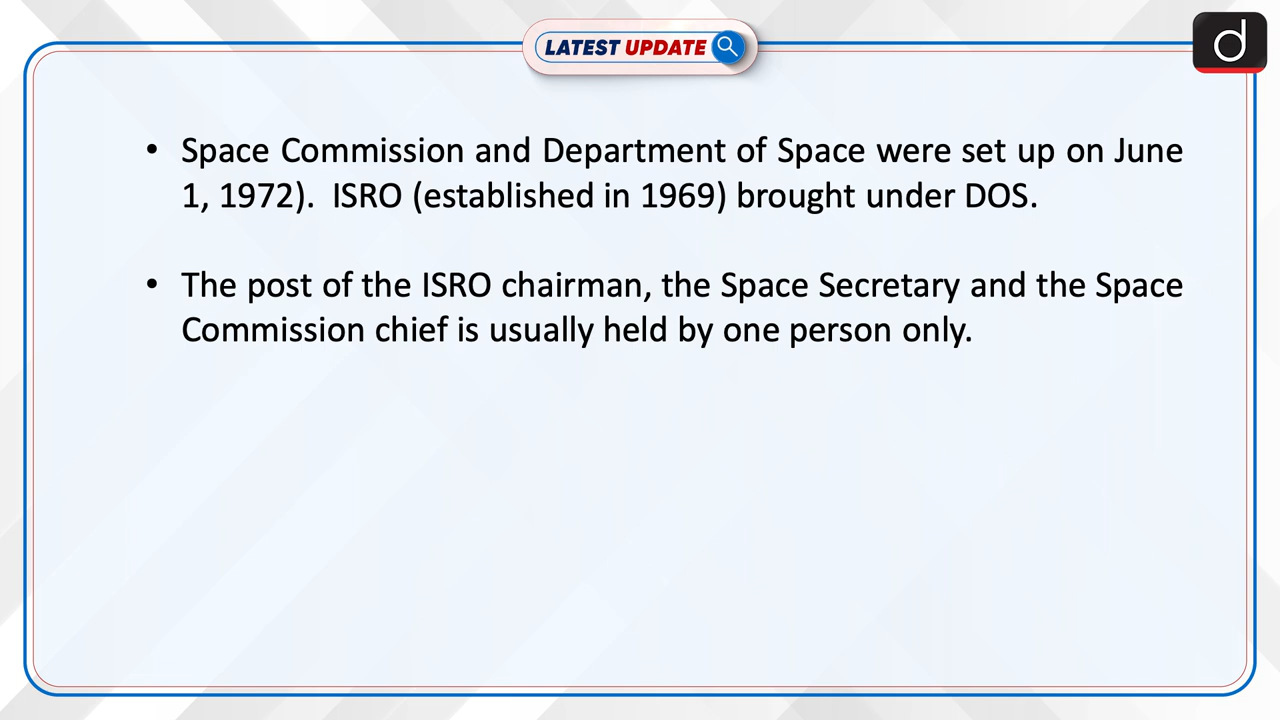 LATEST UPDATE
d
• Space Commission and Department of Space were set up on June
1, 1972).  ISRO (established in 1969) brought under DOS.
• The post of the ISRO chairman, the Space Secretary and the Space
Commission chief is usually held by one person only.